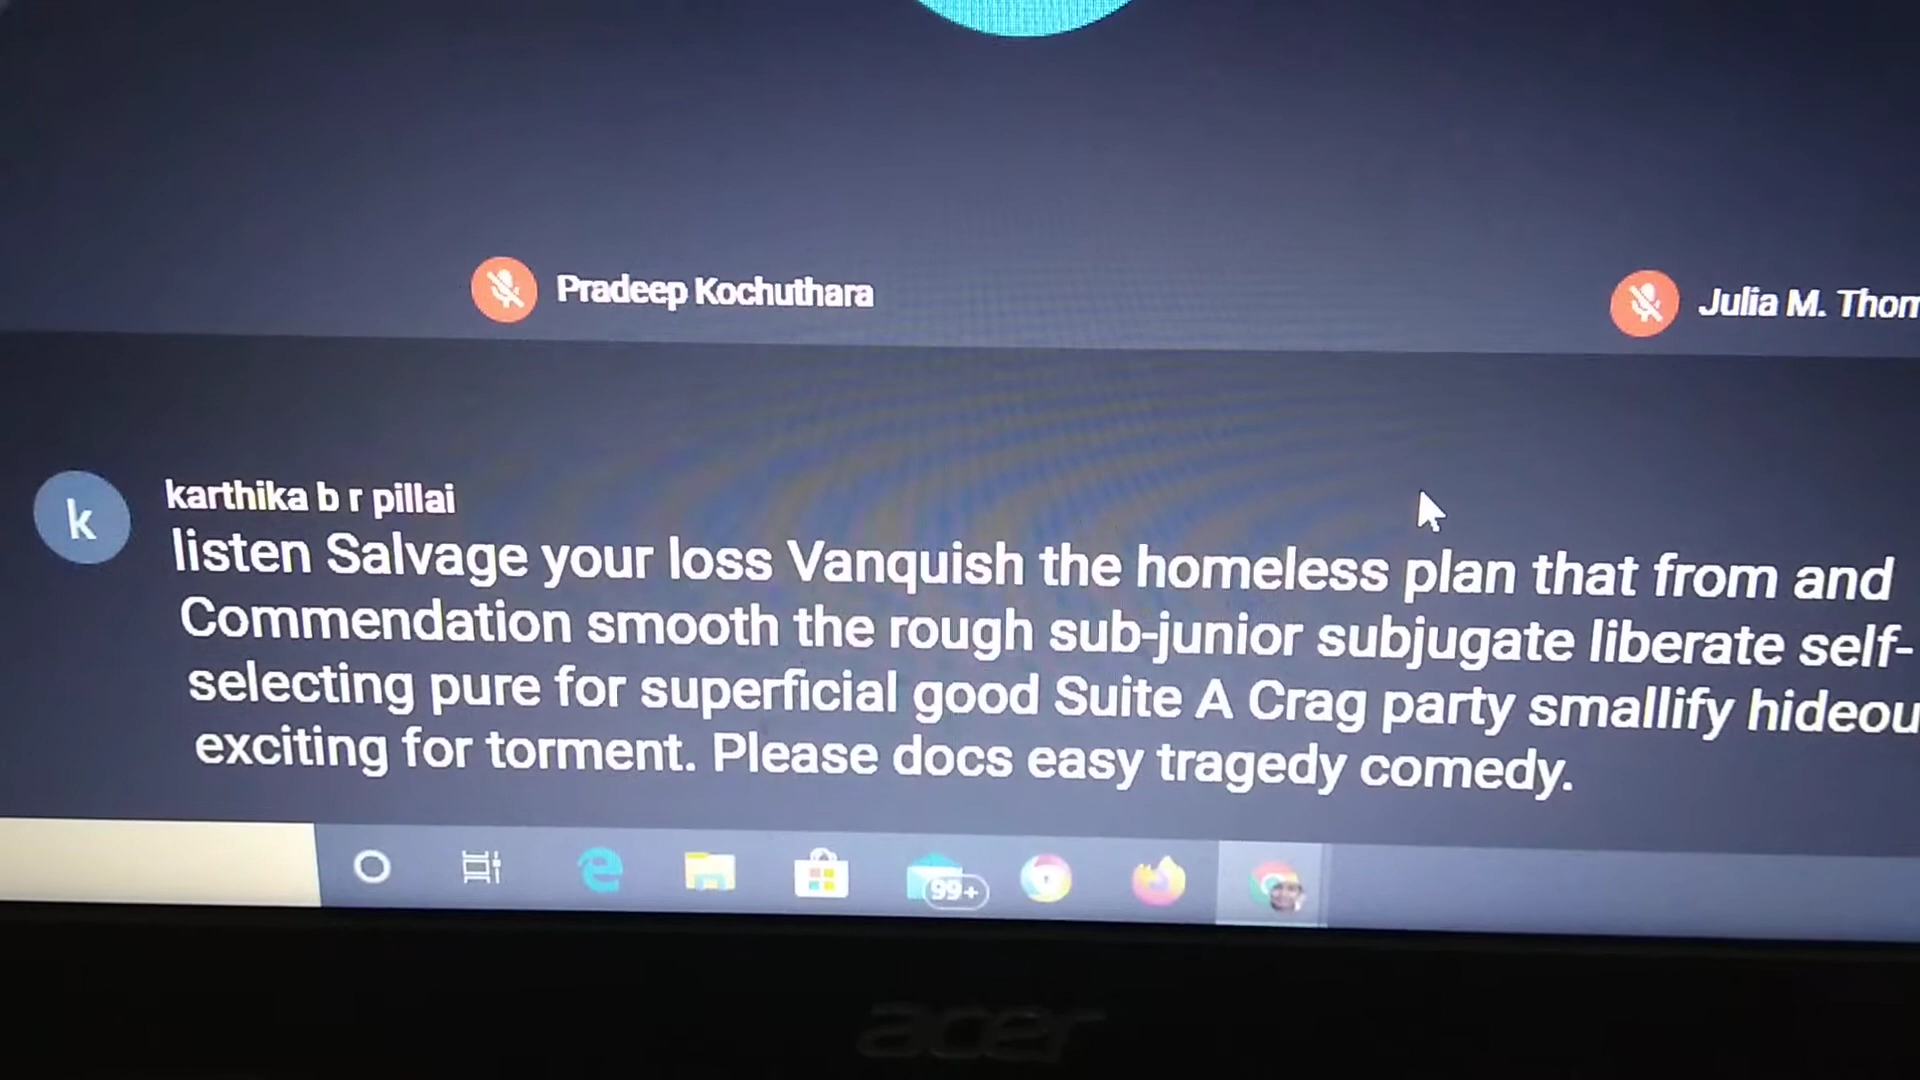 Pradeep Kochuthara
Julia M. Thom
karthika b r pillai
k
listen Salvage your loss Vanquish the homeless plan that from and
Commendation smooth the rough sub-junior subjugate liberate self-
selecting pure for superficial good Suite A Crag party smallify hideou
exciting for torment. Please docs easy tragedy comedy.
99+
acer